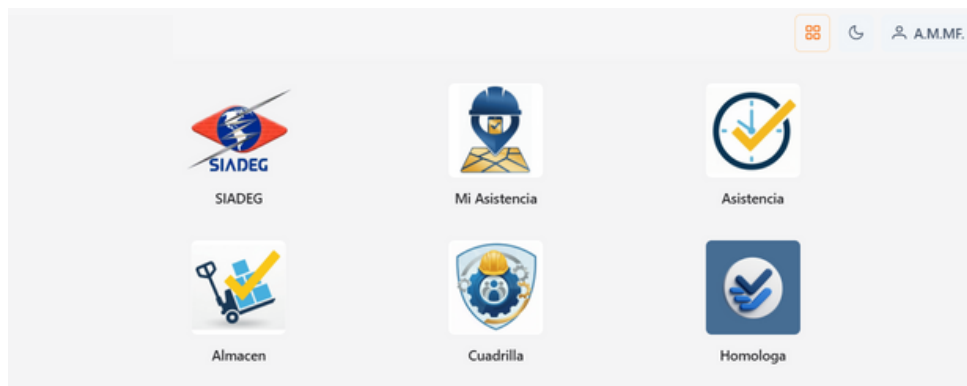 A.M.MF.
SIADEG
SIADEG
Mi Asistencia
Asistencia
Almacen
Cuadrilla
Homologa